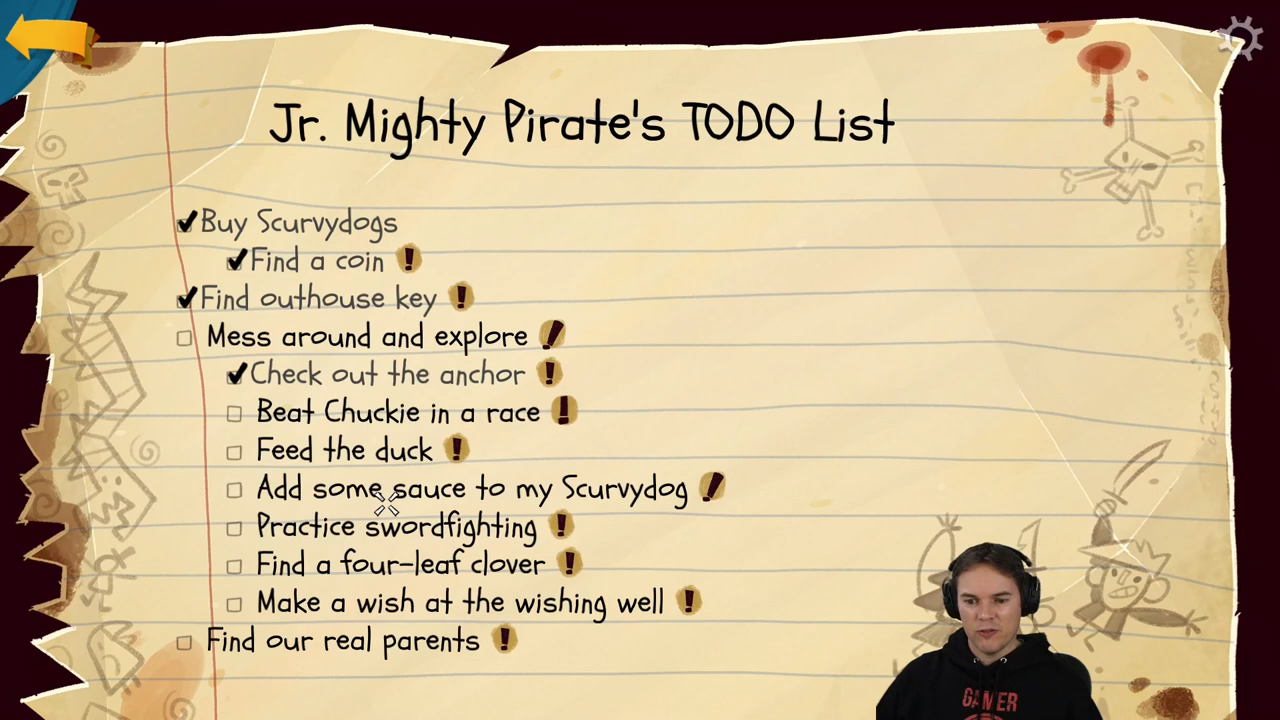 Jr. Mighty Pirate's TODO List
Buy Scurvydogs
Find a coin !
Find outhouse key !
Mess around and explore !
Check out the anchor !
Beat Chuckie in a race !
Feed the duck !
Add some sauce to my Scurvydog !
Practice swordfighting !
Find a four-leaf clover !
Make a wish at the wishing well !
Find our real parents !
GAMER